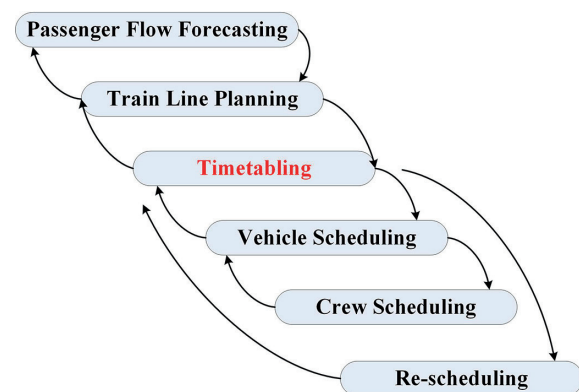 Passenger Flow Forecasting
Train Line Planning
Timetabling
Vehicle Scheduling
Crew Scheduling
Re-scheduling